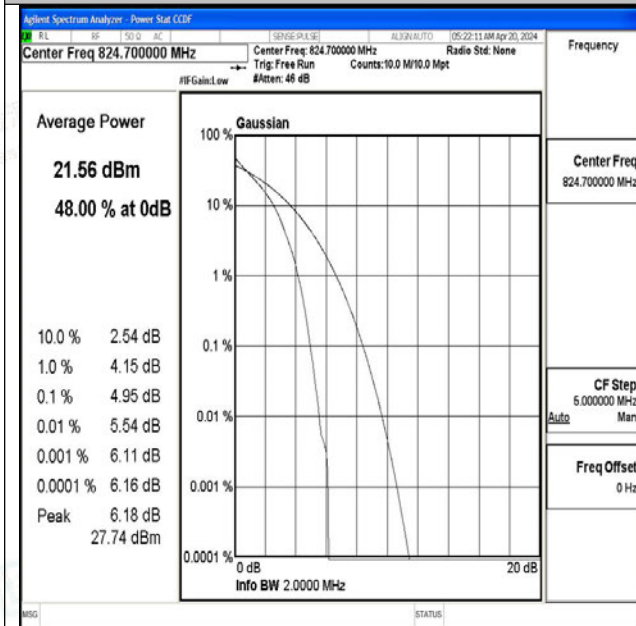 Agilent Spectrum Analyzer - Power Stat CCDF
RL RF 50 Ω AC SENSE:PULSE ALIGN AUTO 05:22:11 AM Apr 20, 2024
Center Freq 824.700000 MHz
Center Freq: 824.700000 MHz Radio Std: None
Trig: Free Run Counts:10.0 M/10.0 Mpt
#IFGain:Low #Atten: 46 dB
Frequency
Average Power
21.56 dBm
48.00 % at 0dB
10.0 % 2.54 dB
1.0 % 4.15 dB
0.1 % 4.95 dB
0.01 % 5.54 dB
0.001 % 6.11 dB
0.0001 % 6.16 dB
Peak 6.18 dB
27.74 dBm
Gaussian
100 %
10 %
1 %
0.1 %
0.01 %
0.001 %
0.0001 %
0 dB 20 dB
Info BW 2.0000 MHz
Center Freq
824.700000 MHz
CF Step
5.000000 MHz
Auto Man
Freq Offset
0 Hz
MSG STATUS